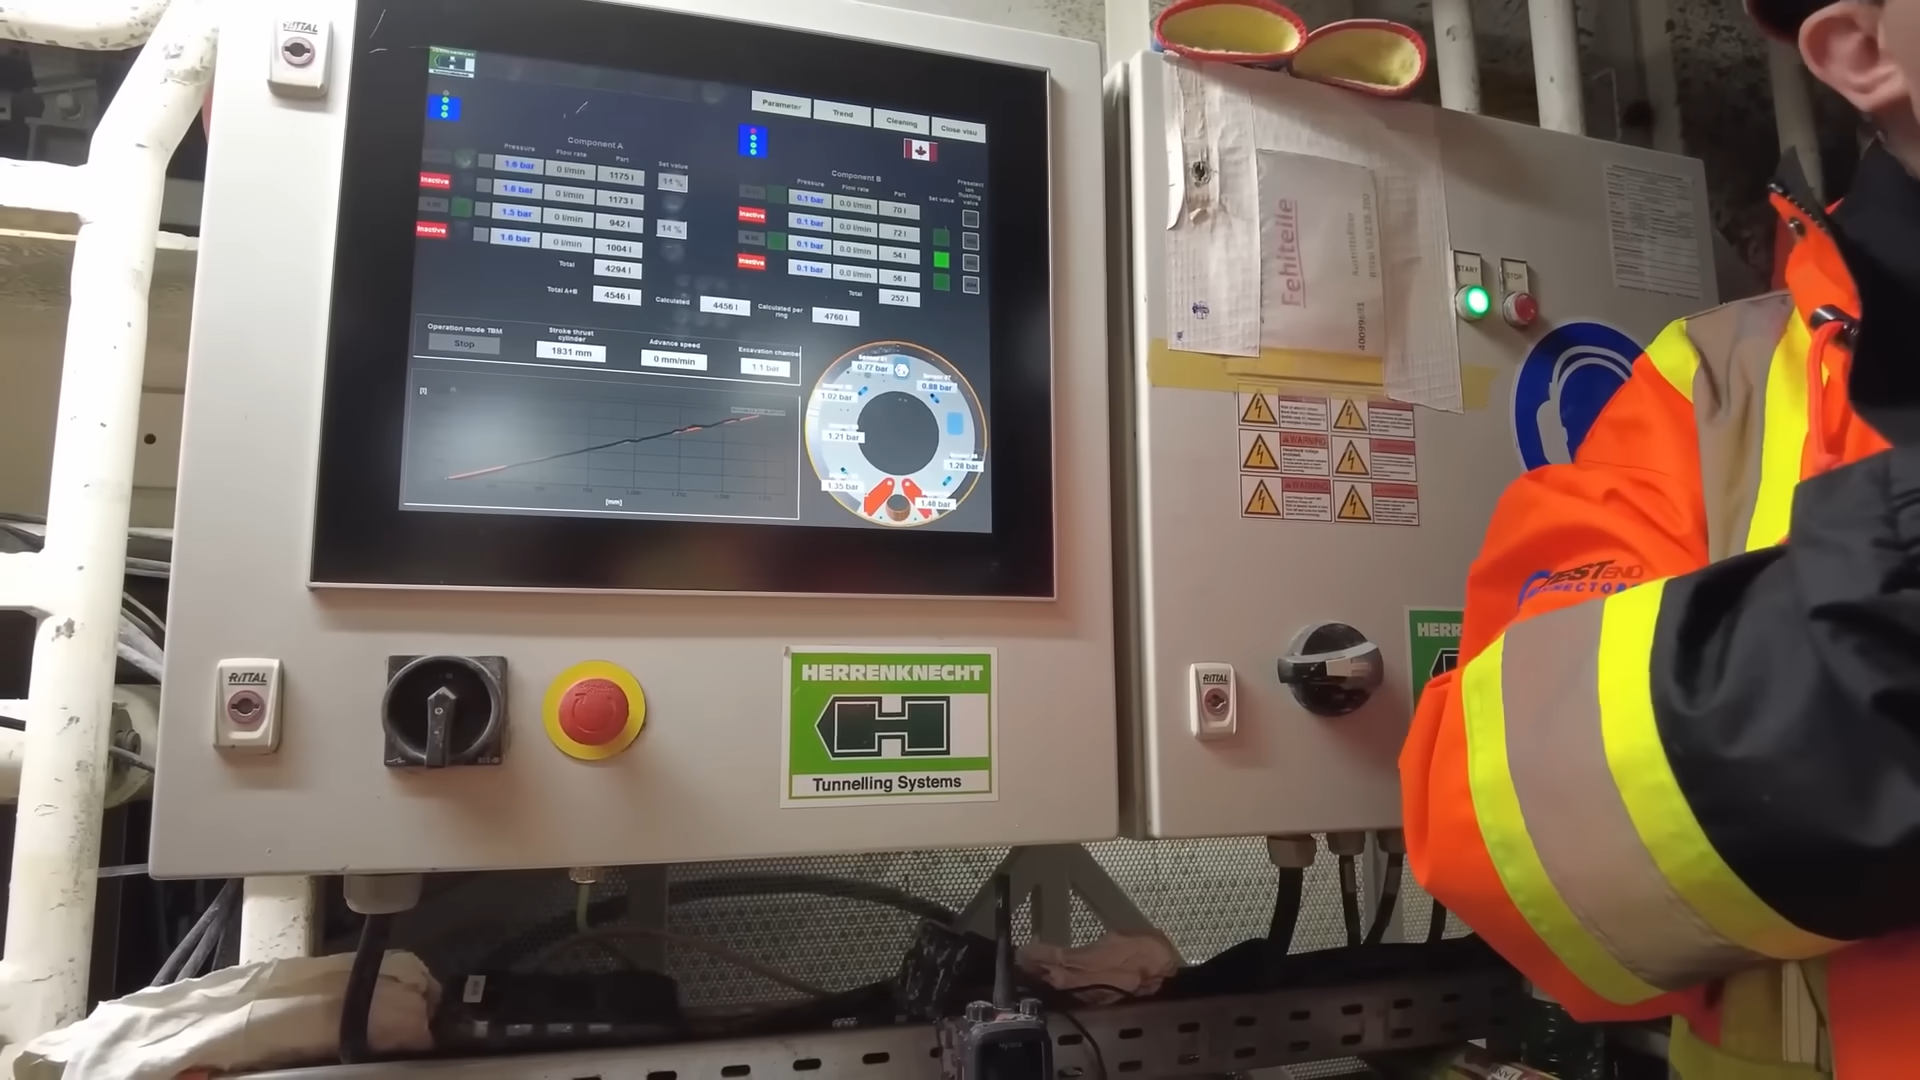 RITTAL
Parameter
Trend
Cleaning
Close visu
Component A
Pressure Flow rate Part Set value
1.6 bar 0 l/min 1175 l 14 %
Inactive 1.6 bar 0 l/min 1173 l
1.5 bar 0 l/min 942 l 14 %
Inactive 1.6 bar 0 l/min 1004 l
Total 4294 l
Total A+B 4546 l Calculated 4456 l Calculated per ring 4760 l
Component B
Pressure Flow rate Part Set value
0.1 bar 0.0 l/min 70 l
Inactive 0.1 bar 0.0 l/min 72 l
0.1 bar 0.0 l/min 54 l
Inactive 0.1 bar 0.0 l/min 56 l
Total 252 l
Operation mode TBM
Stop
Stroke thrust
cylinder
1831 mm
Advance speed
0 mm/min
Excavation chamber
1.1 bar
0.77 bar
0.88 bar
1.02 bar
1.21 bar
1.28 bar
1.35 bar
1.48 bar
[mm]
Fehlteile
40099691
START
STOP
WARNING
WARNING
RITTAL
HERRENKNECHT
Tunnelling Systems
RITTAL
HERR
WEST END